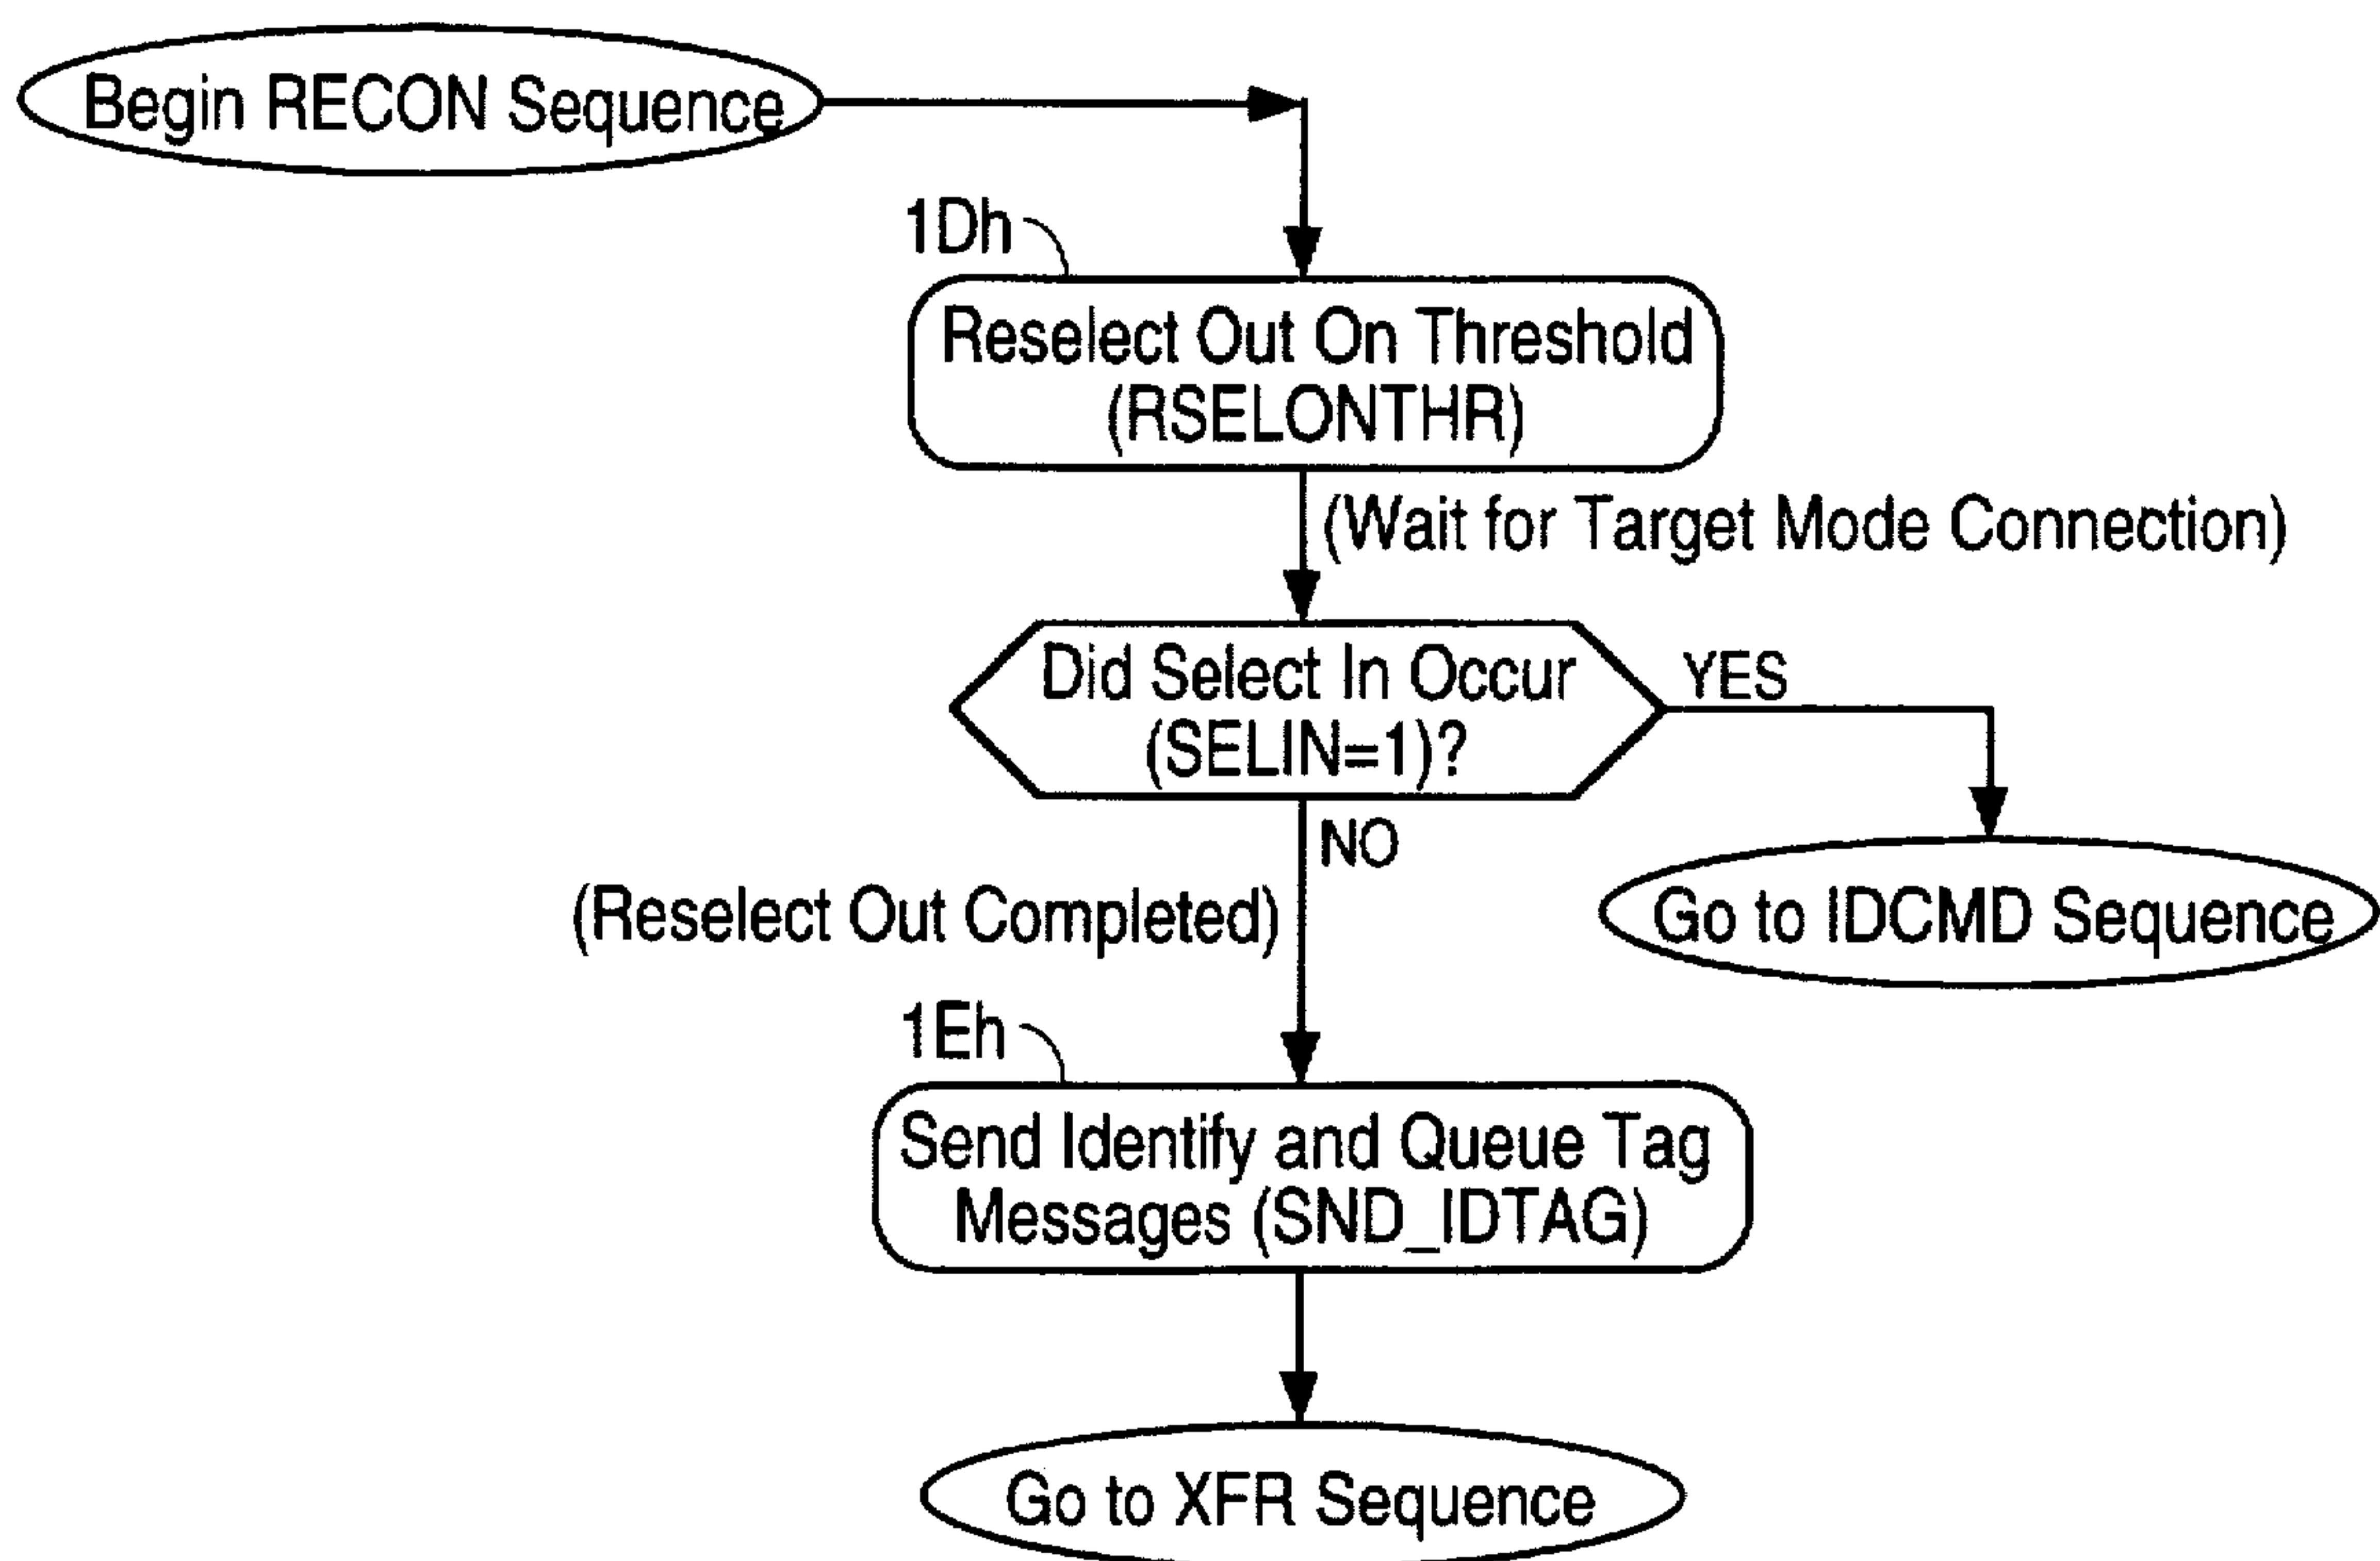 Begin RECON Sequence
1Dh
Reselect Out On Threshold
(RSELONTHR)
(Wait for Target Mode Connection)
Did Select In Occur
(SELIN=1)?
YES
NO
(Reselect Out Completed)
Go to IDCMD Sequence
1Eh
Send Identify and Queue Tag
Messages (SND_IDTAG)
Go to XFR Sequence